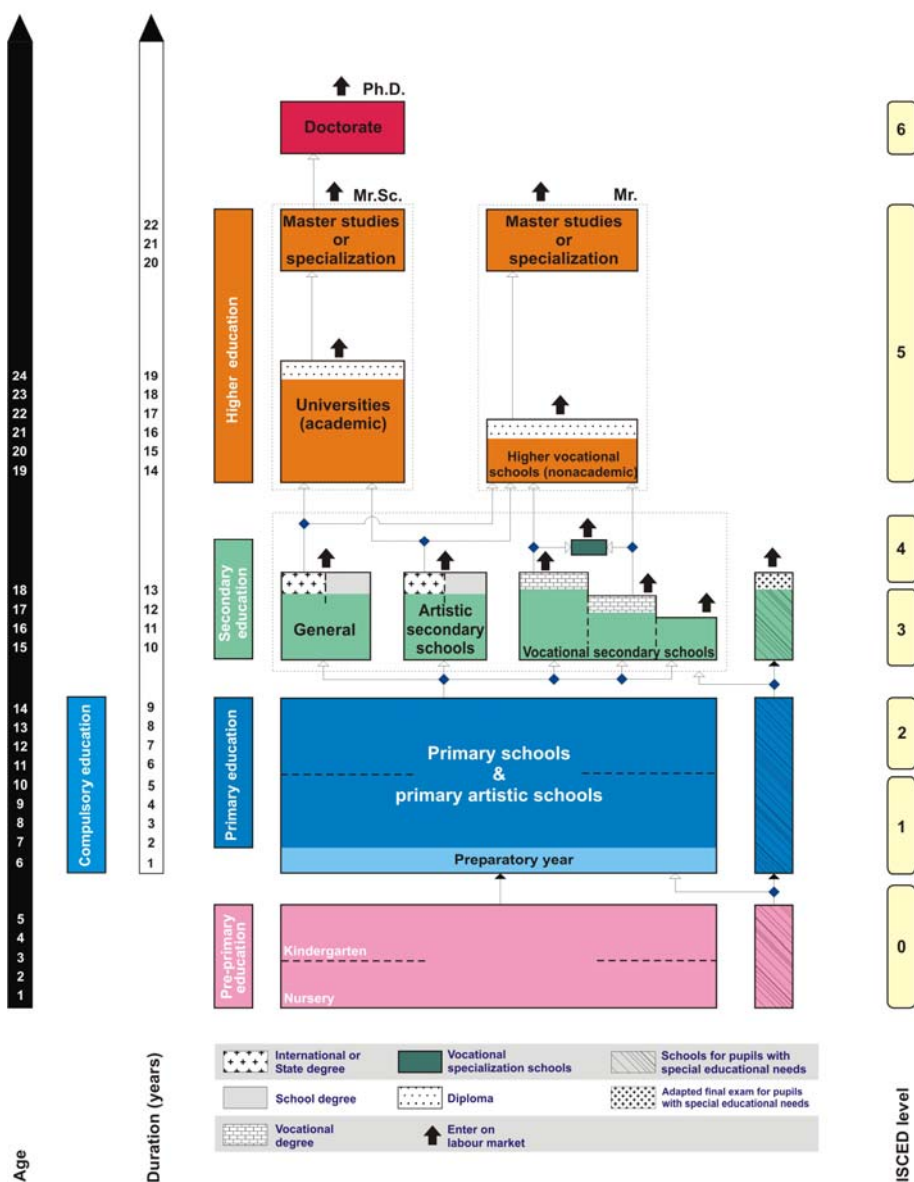 Ph.D.
Doctorate
6
Mr.Sc.
Mr.
Master studies
or
specialization
Master studies
or
specialization
22
21
20
Higher education
5
24
23
22
21
20
19
19
18
17
16
15
14
Universities
(academic)
Higher vocational
schools (nonacademic)
4
Secondary
education
18
17
16
15
13
12
11
10
General
Artistic
secondary
schools
Vocational secondary schools
3
Compulsory education
Primary education
14
13
12
11
10
9
8
7
6
9
8
7
6
5
4
3
2
1
Primary schools
&
primary artistic schools
Preparatory year
2
1
Pre-primary
education
5
4
3
2
1
Kindergarten
Nursery
0
International or
State degree
Vocational
specialization schools
Schools for pupils with
special educational needs
School degree
Diploma
Adapted final exam for pupils
with special educational needs
Vocational
degree
Enter on
labour market
Age
Duration (years)
ISCED level